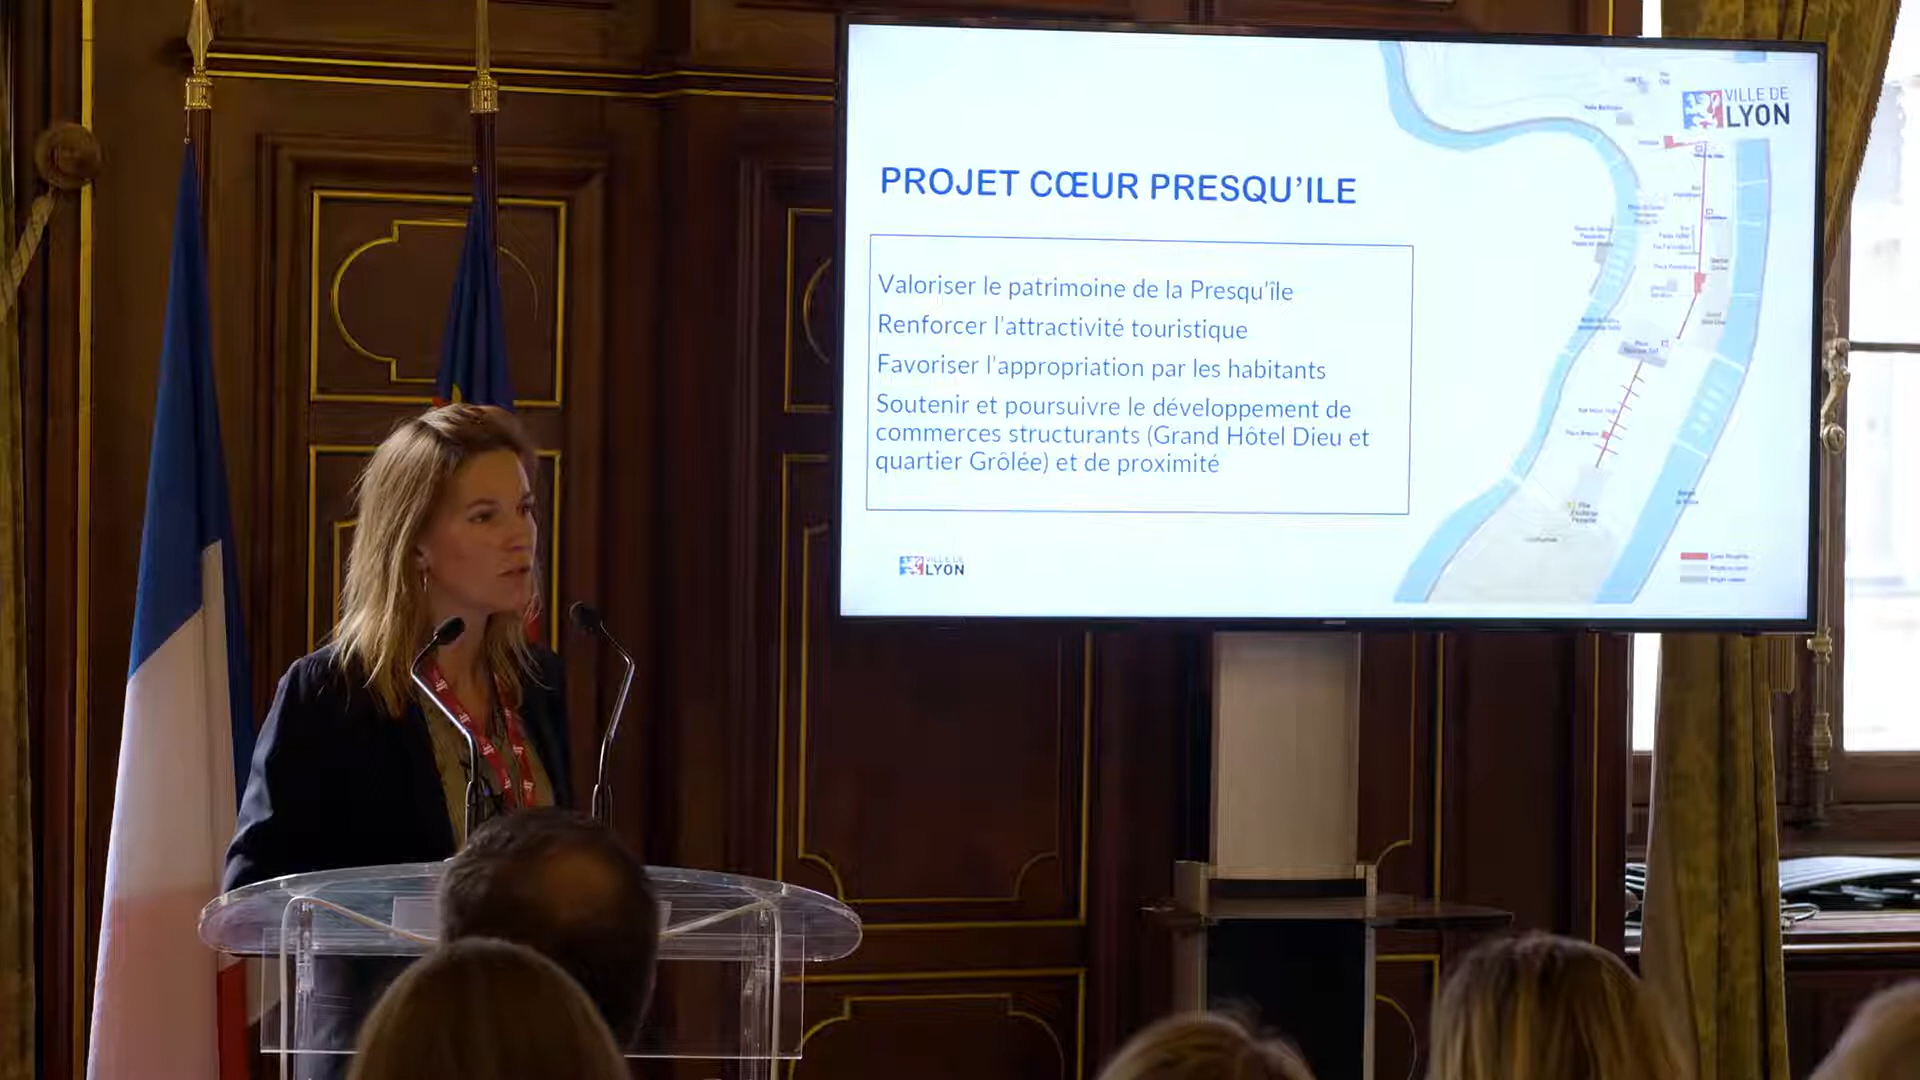 VILLE DE
LYON
PROJET CŒUR PRESQU'ILE
Valoriser le patrimoine de la Presqu'île
Renforcer l'attractivité touristique
Favoriser l'appropriation par les habitants
Soutenir et poursuivre le développement de
commerces structurants (Grand Hôtel Dieu et
quartier Grôlée) et de proximité
VILLE DE
LYON